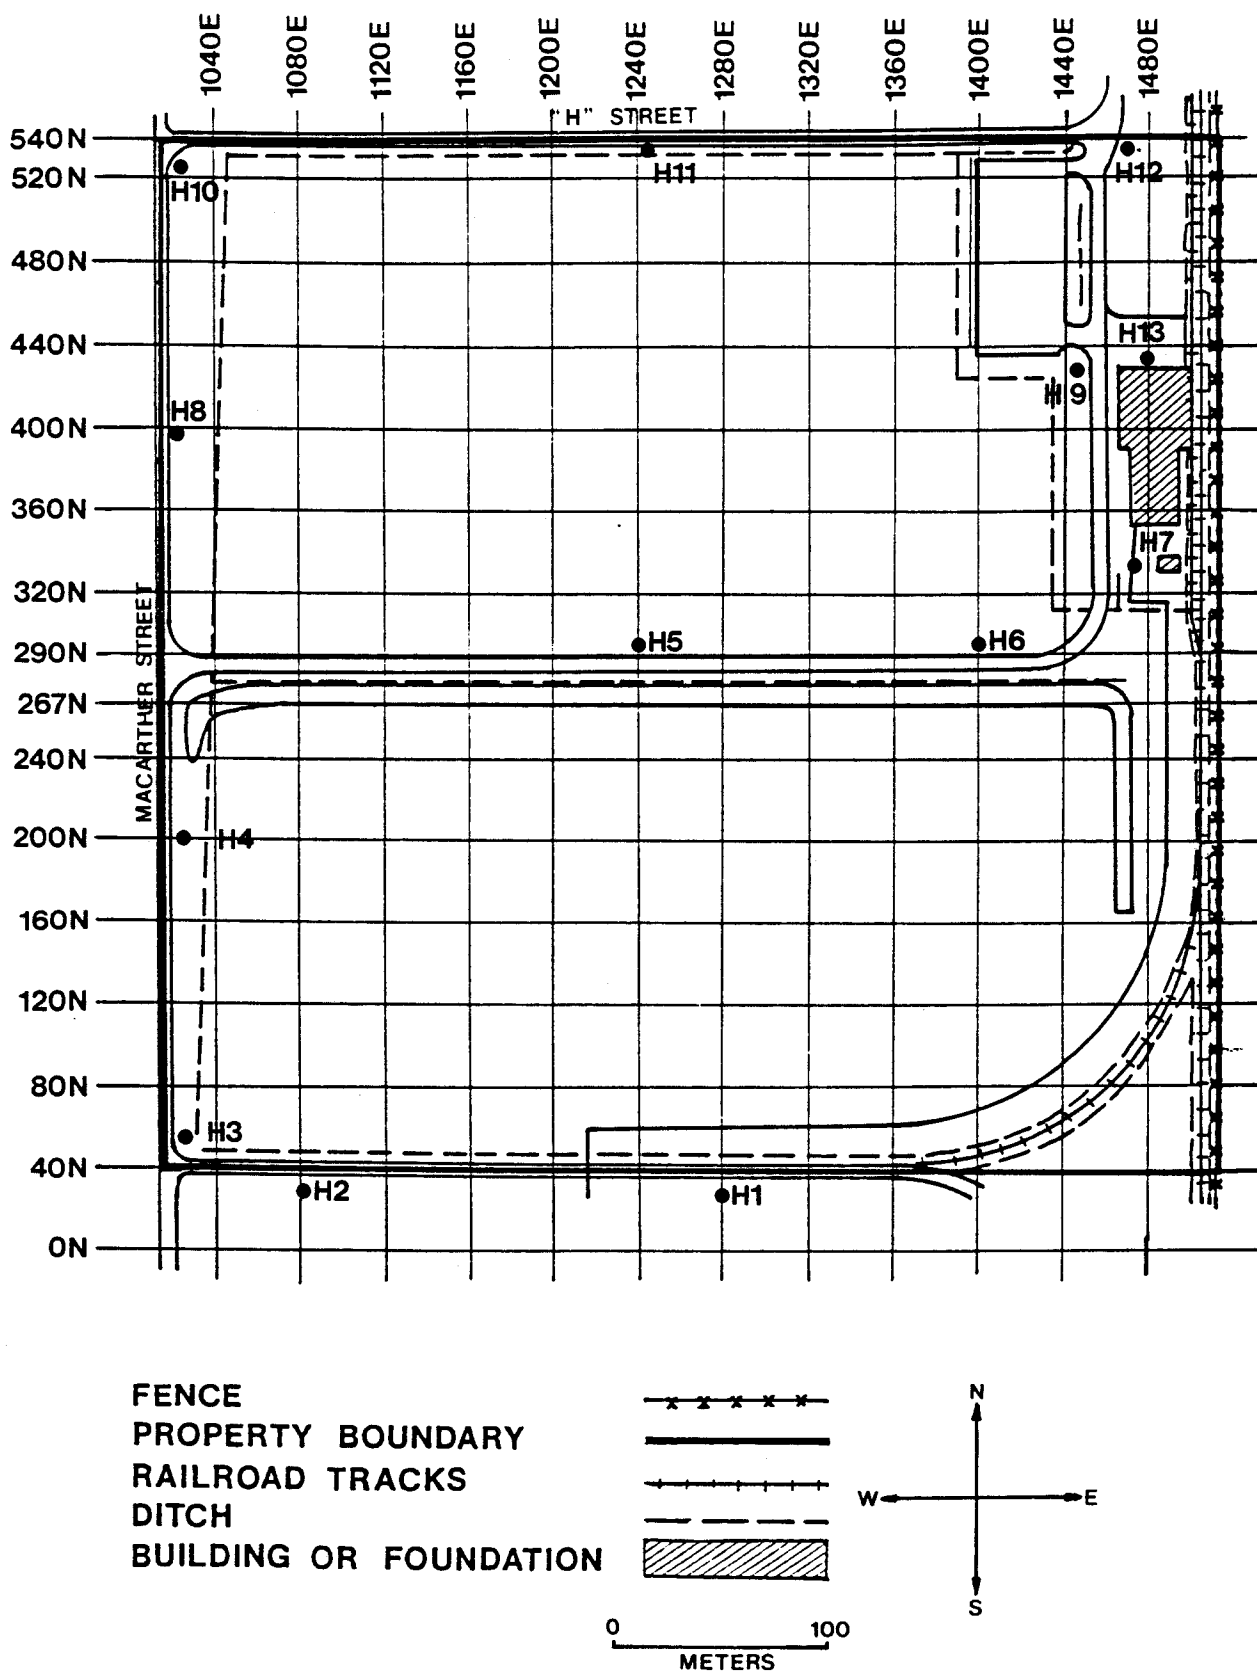 1040E 1080E 1120E 1160E 1200E 1240E 1280E 1320E 1360E 1400E 1440E 1480E
"H" STREET
540N
H11
H12
520N
H10
480N
440N
H13
H9
H8
400N
360N
H7
320N
MACARTHER STREET
290N
H5
H6
267N
240N
200N
H4
160N
120N
80N
H3
40N
H2
H1
0N
FENCE
PROPERTY BOUNDARY
RAILROAD TRACKS
DITCH
BUILDING OR FOUNDATION
N
W E
S
0 100
METERS